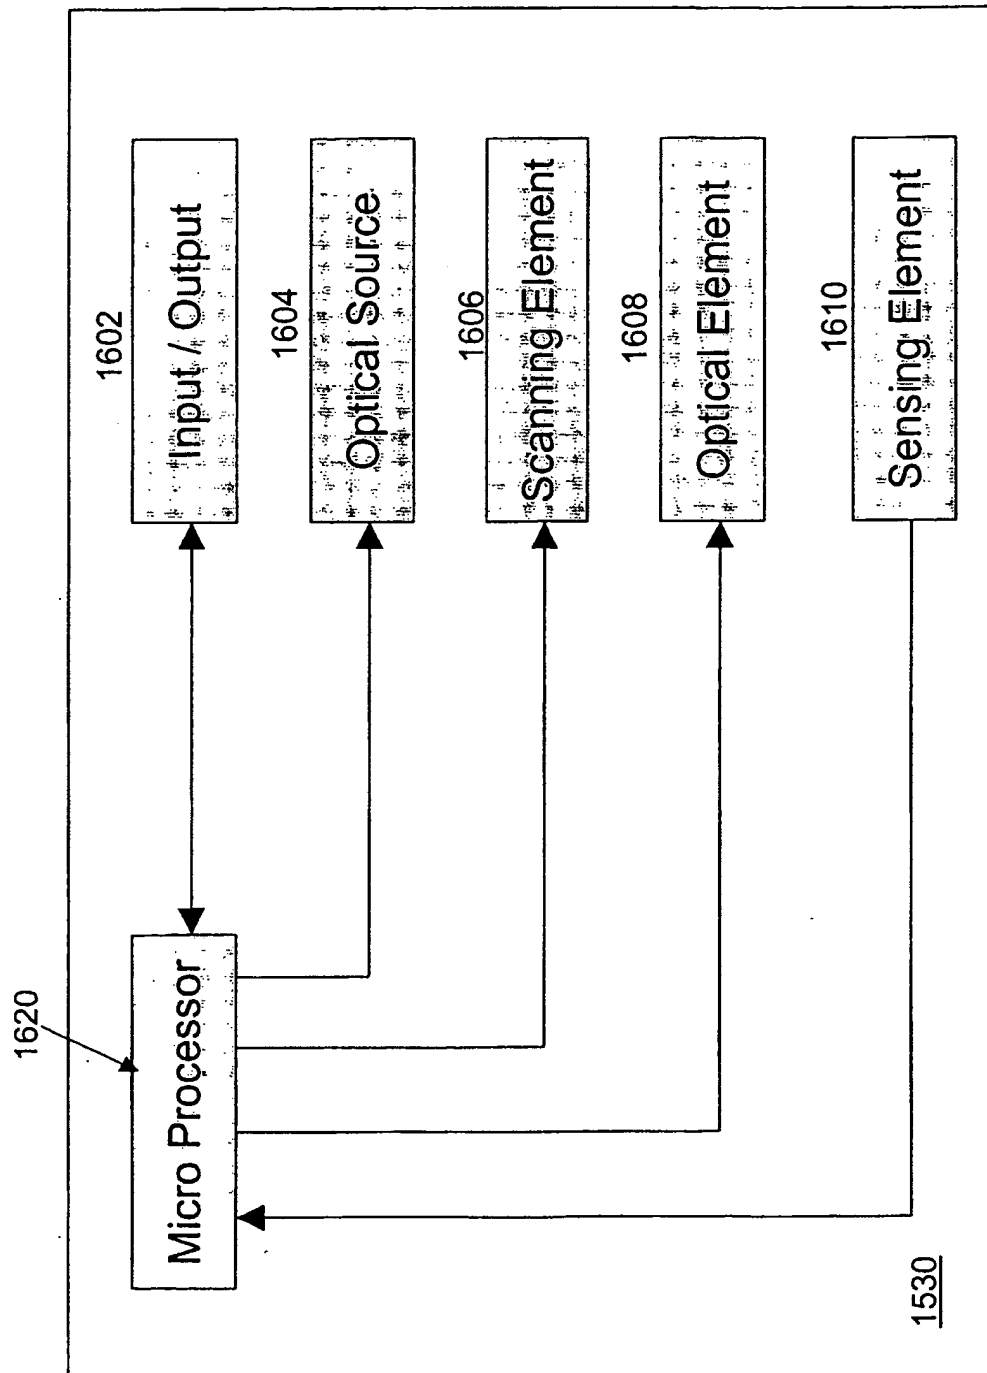 1620
Micro Processor
1602
Input / Output
1604
Optical Source
1606
Scanning Element
1608
Optical Element
1610
Sensing Element
1530